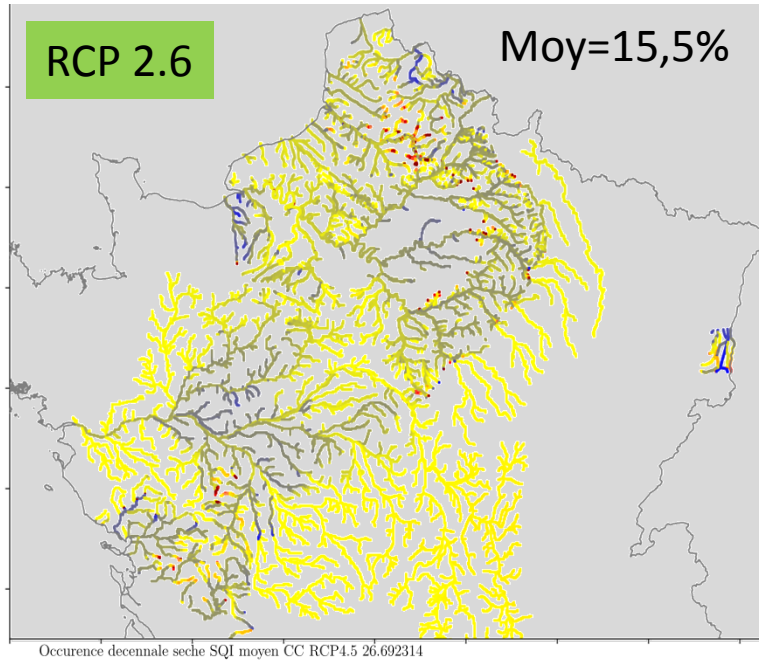 RCP 2.6
Moy=15,5%
Occurence decennale seche SQI moyen CC RCP4.5 26.692314